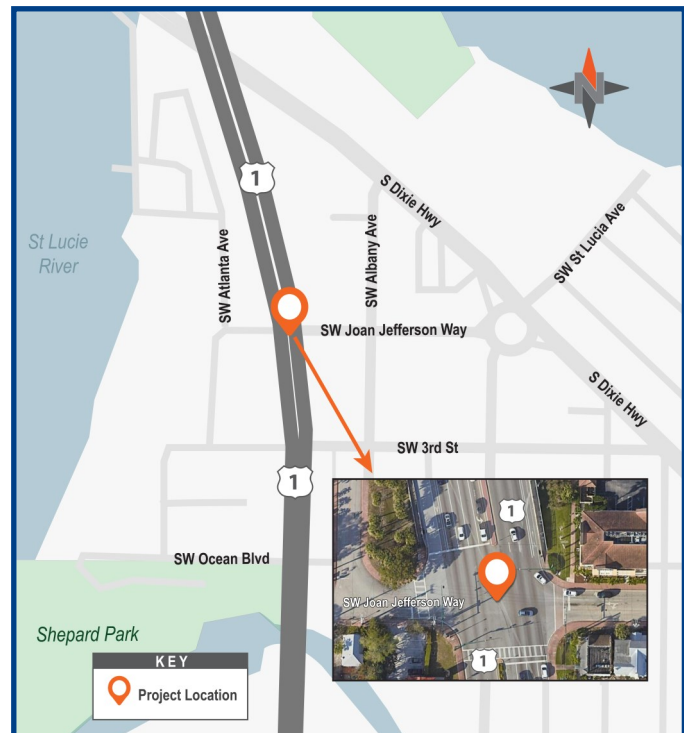 N
1
S Dixie Hwy
SW St Lucia Ave
SW Albany Ave
St Lucie
River
SW Atlanta Ave
SW Joan Jefferson Way
S Dixie Hwy
SW 3rd St
1
1
SW Ocean Blvd
SW Joan Jefferson Way
Shepard Park
1
KEY
Project Location